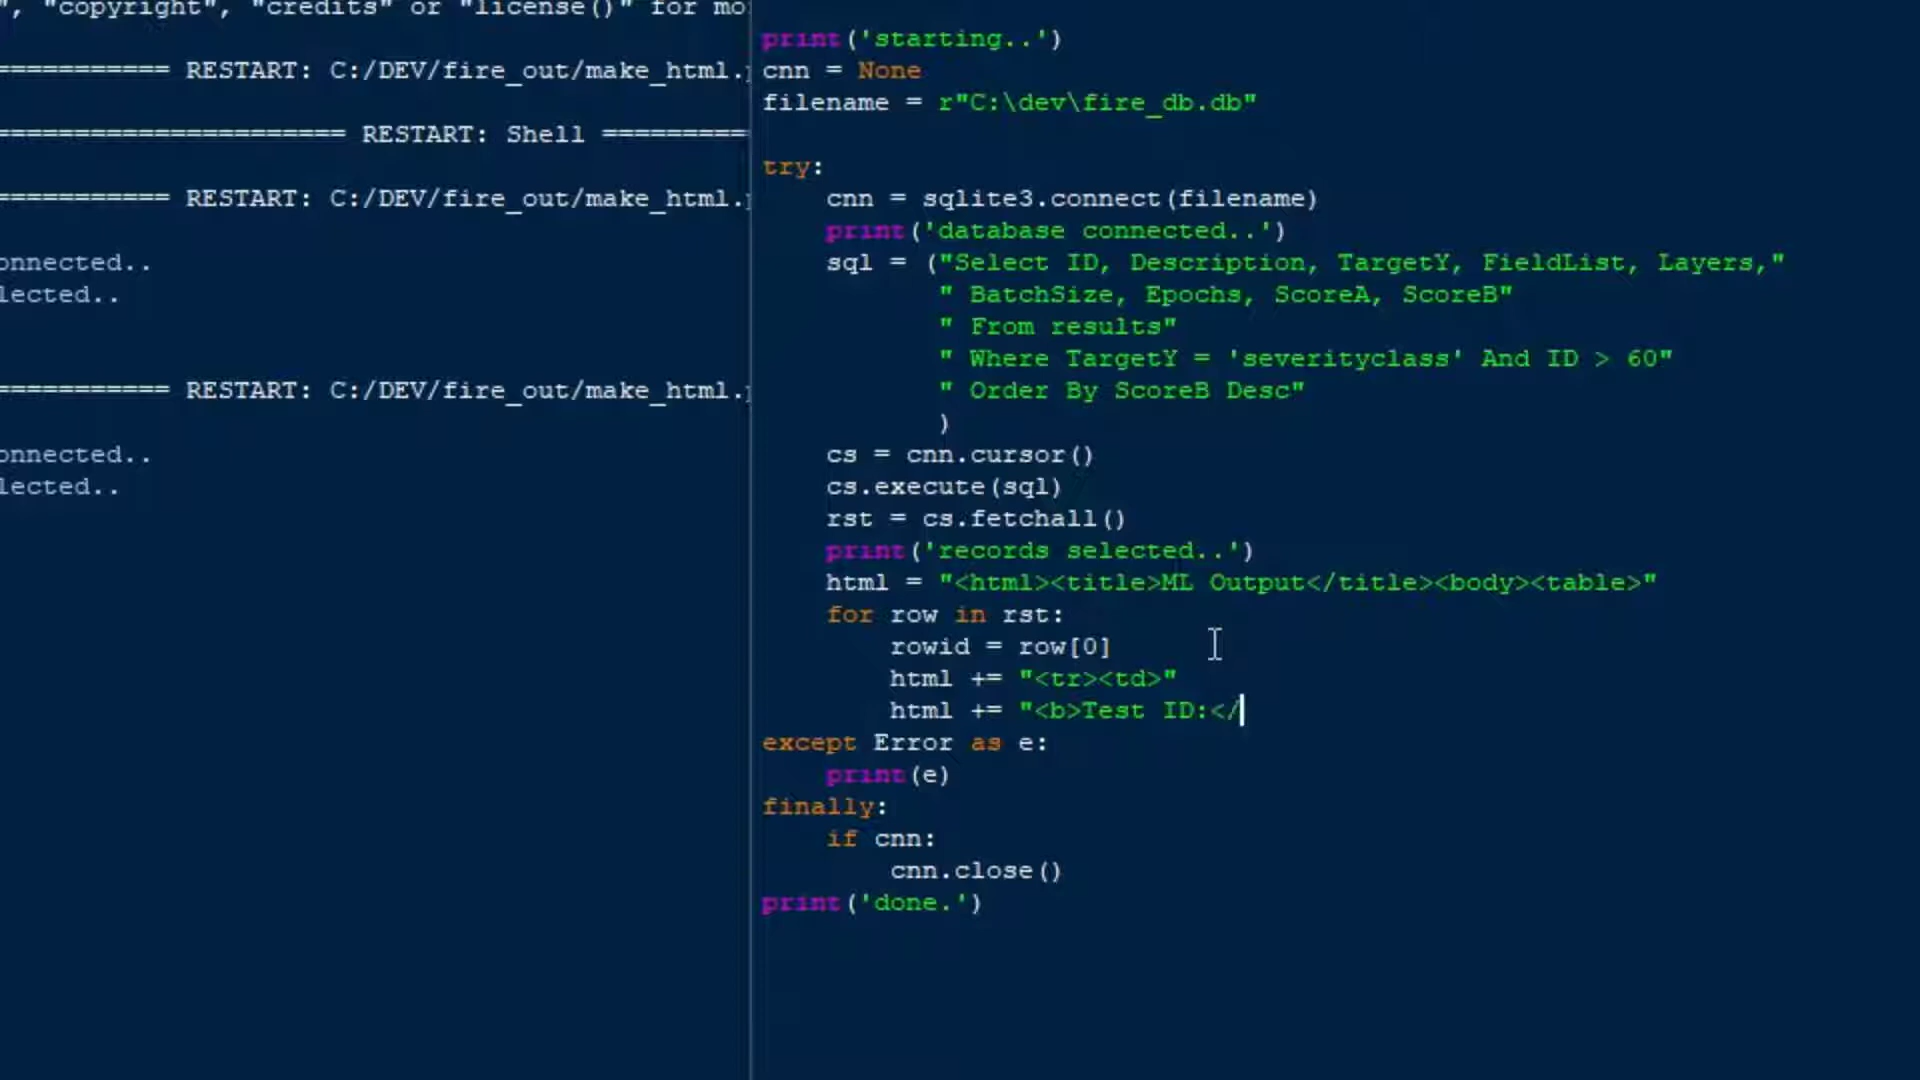 ", "copyright", "credits" or "license()" for mo
=========== RESTART: C:/DEV/fire_out/make_html.
====================== RESTART: Shell =========
=========== RESTART: C:/DEV/fire_out/make_html.
onnected..
lected..
=========== RESTART: C:/DEV/fire_out/make_html.
onnected..
lected..
print('starting..')
cnn = None
filename = r"C:\dev\fire_db.db"
try:
    cnn = sqlite3.connect(filename)
    print('database connected..')
    sql = ("Select ID, Description, TargetY, FieldList, Layers,"
           " BatchSize, Epochs, ScoreA, ScoreB"
           " From results"
           " Where TargetY = 'severityclass' And ID > 60"
           " Order By ScoreB Desc"
           )
    cs = cnn.cursor()
    cs.execute(sql)
    rst = cs.fetchall()
    print('records selected..')
    html = "<html><title>ML Output</title><body><table>"
    for row in rst:
        rowid = row[0]
        html += "<tr><td>"
        html += "<b>Test ID:</
except Error as e:
    print(e)
finally:
    if cnn:
        cnn.close()
print('done.')